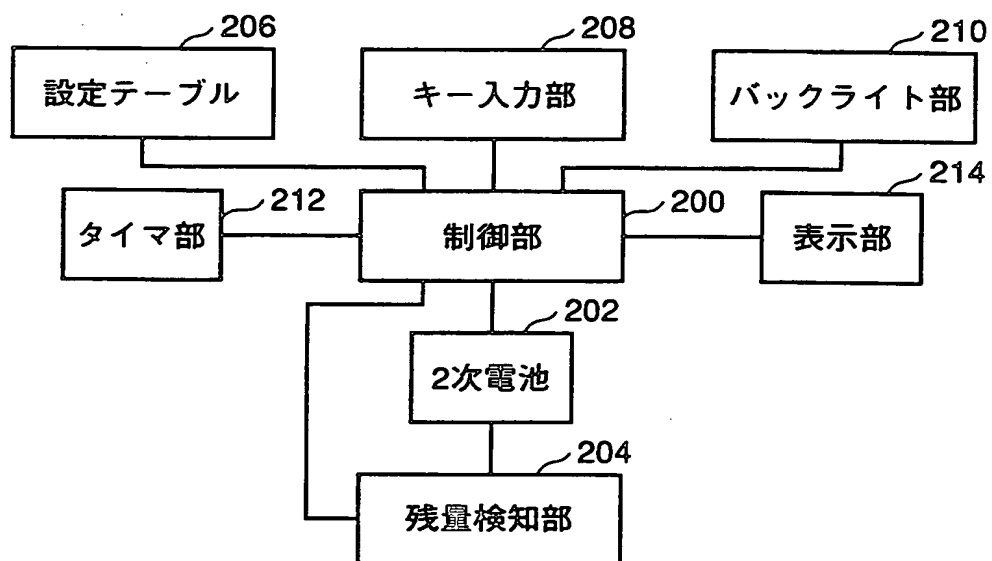 206
208
210
設定テーブル
キー入力部
バックライト部
212
200
214
タイマ部
制御部
表示部
202
2次電池
204
残量検知部